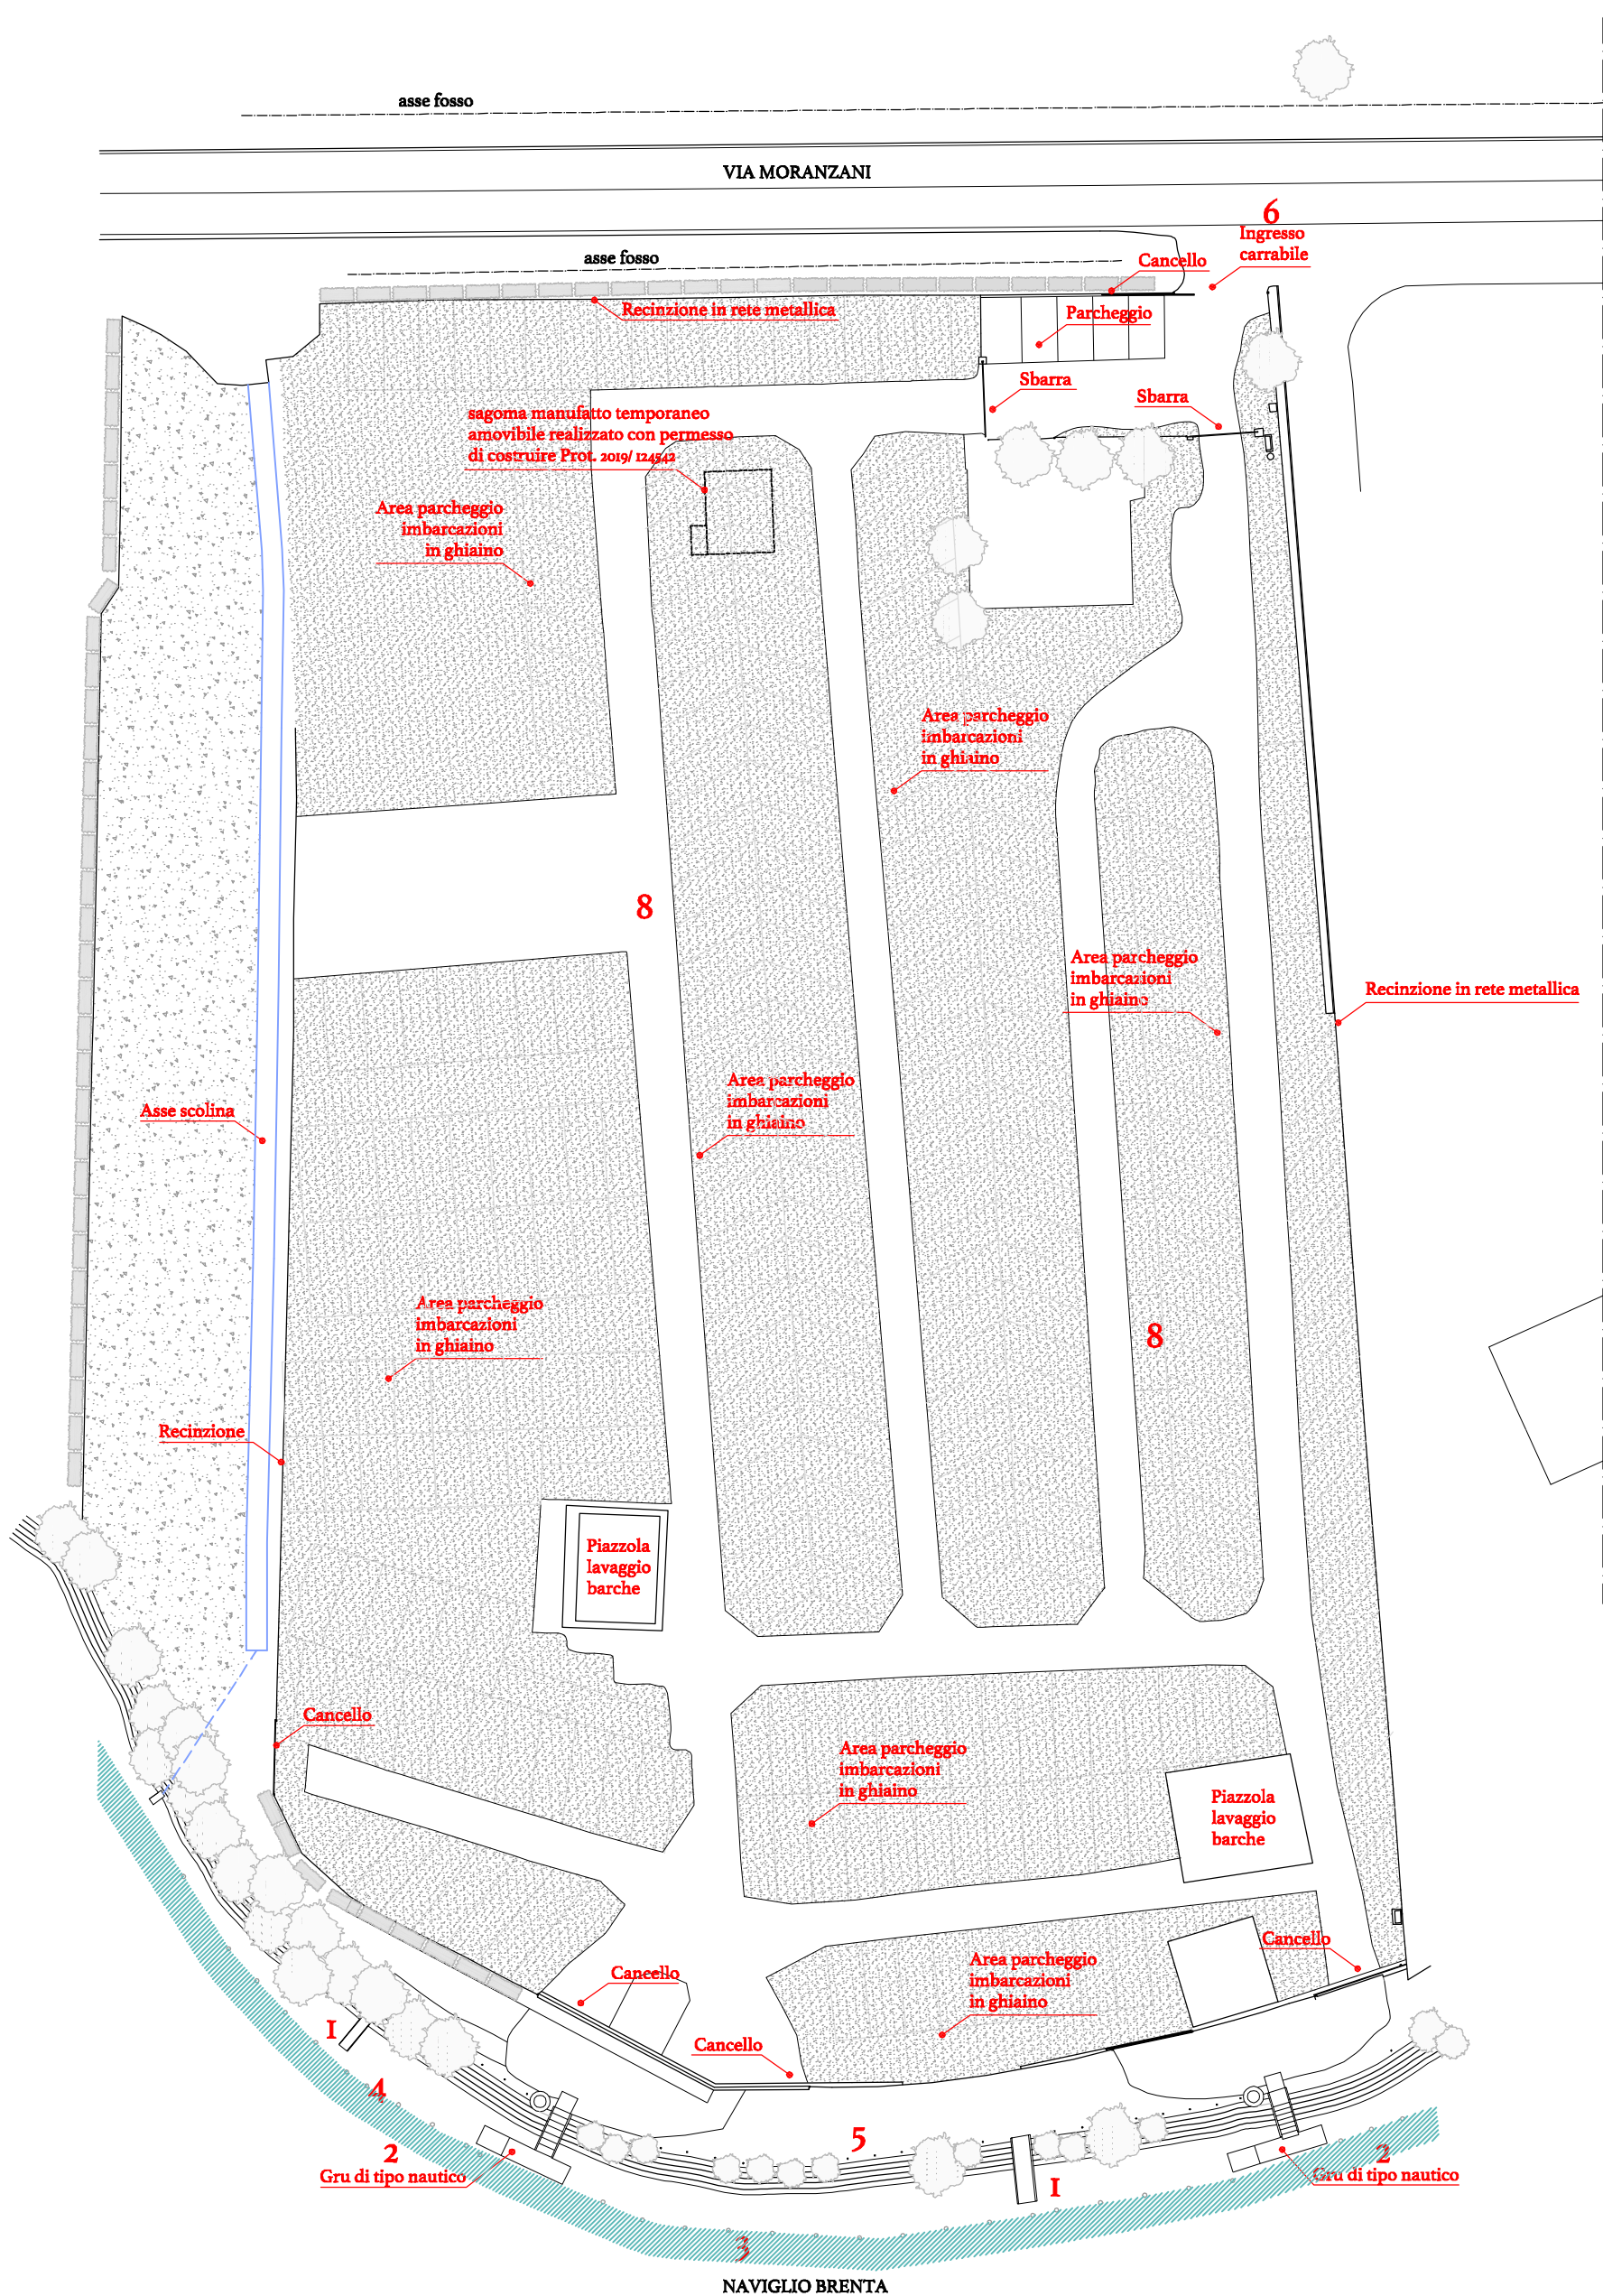 asse fosso
VIA MORANZANI
6
Ingresso
carrabile
asse fosso
Cancello
Recinzione in rete metallica
Parcheggio
Sbarra
Sbarra
sagoma manufatto temporaneo
amovibile realizzato con permesso
di costruire Prot. 2019/ 124542
Area parcheggio
imbarcazioni
in ghiaino
Area parcheggio
imbarcazioni
in ghiaino
8
Area parcheggio
imbarcazioni
in ghiaino
Recinzione in rete metallica
Area parcheggio
imbarcazioni
in ghiaino
Asse scolina
Area parcheggio
imbarcazioni
in ghiaino
8
Recinzione
Piazzola
lavaggio
barche
Cancello
Area parcheggio
imbarcazioni
in ghiaino
Piazzola
lavaggio
barche
Cancello
Area parcheggio
imbarcazioni
in ghiaino
Cancello
1
Cancello
4
5
2
Gru di tipo nautico
2
Gru di tipo nautico
1
3
NAVIGLIO BRENTA